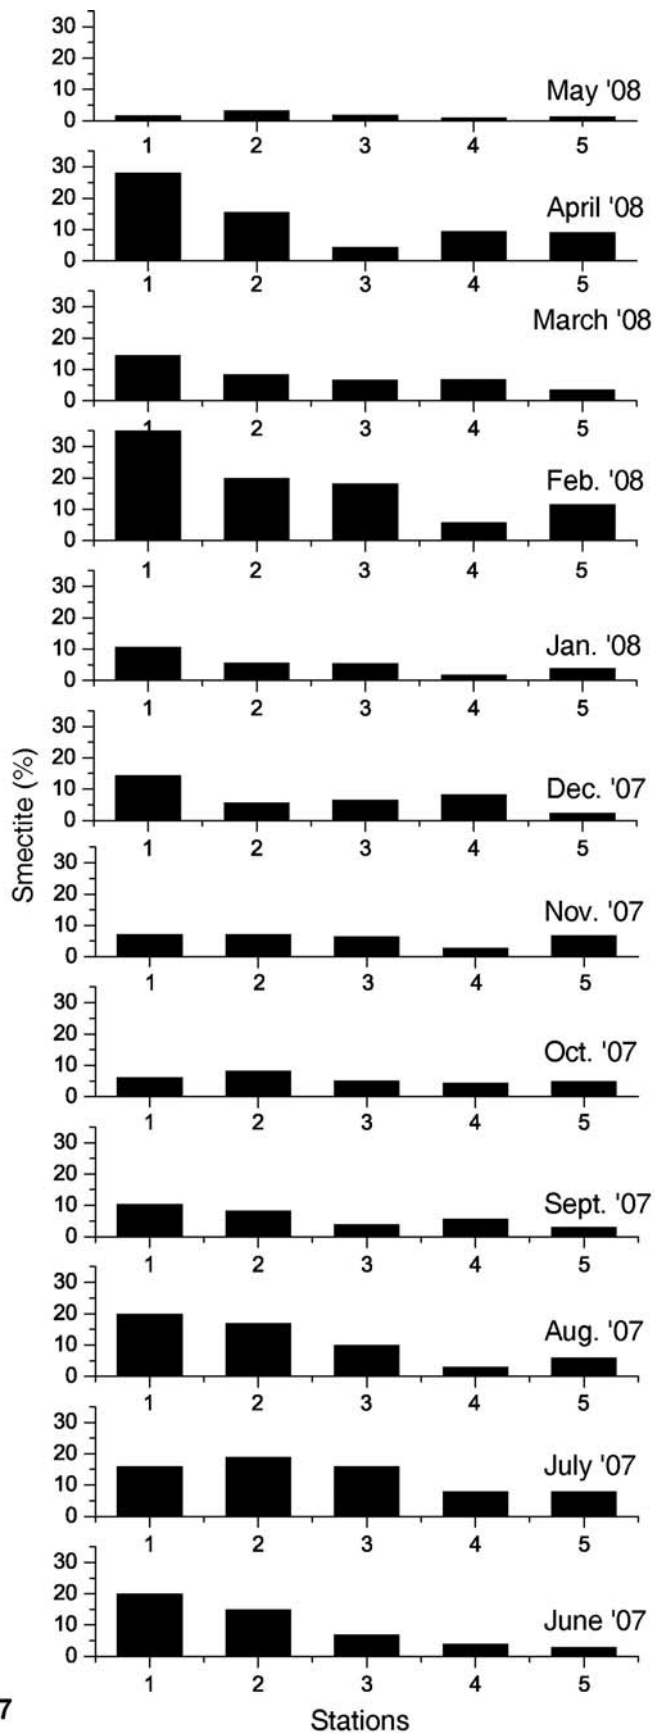 30
20
10
0
May '08
1 2 3 4 5
30
20
10
0
April '08
1 2 3 4 5
30
20
10
0
March '08
1 2 3 4 5
30
20
10
0
Feb. '08
1 2 3 4 5
30
20
10
0
Jan. '08
1 2 3 4 5
30
20
10
0
Dec. '07
1 2 3 4 5
Smectite (%)
30
20
10
0
Nov. '07
1 2 3 4 5
30
20
10
0
Oct. '07
1 2 3 4 5
30
20
10
0
Sept. '07
1 2 3 4 5
30
20
10
0
Aug. '07
1 2 3 4 5
30
20
10
0
July '07
1 2 3 4 5
30
20
10
0
June '07
1 2 3 4 5
7
Stations